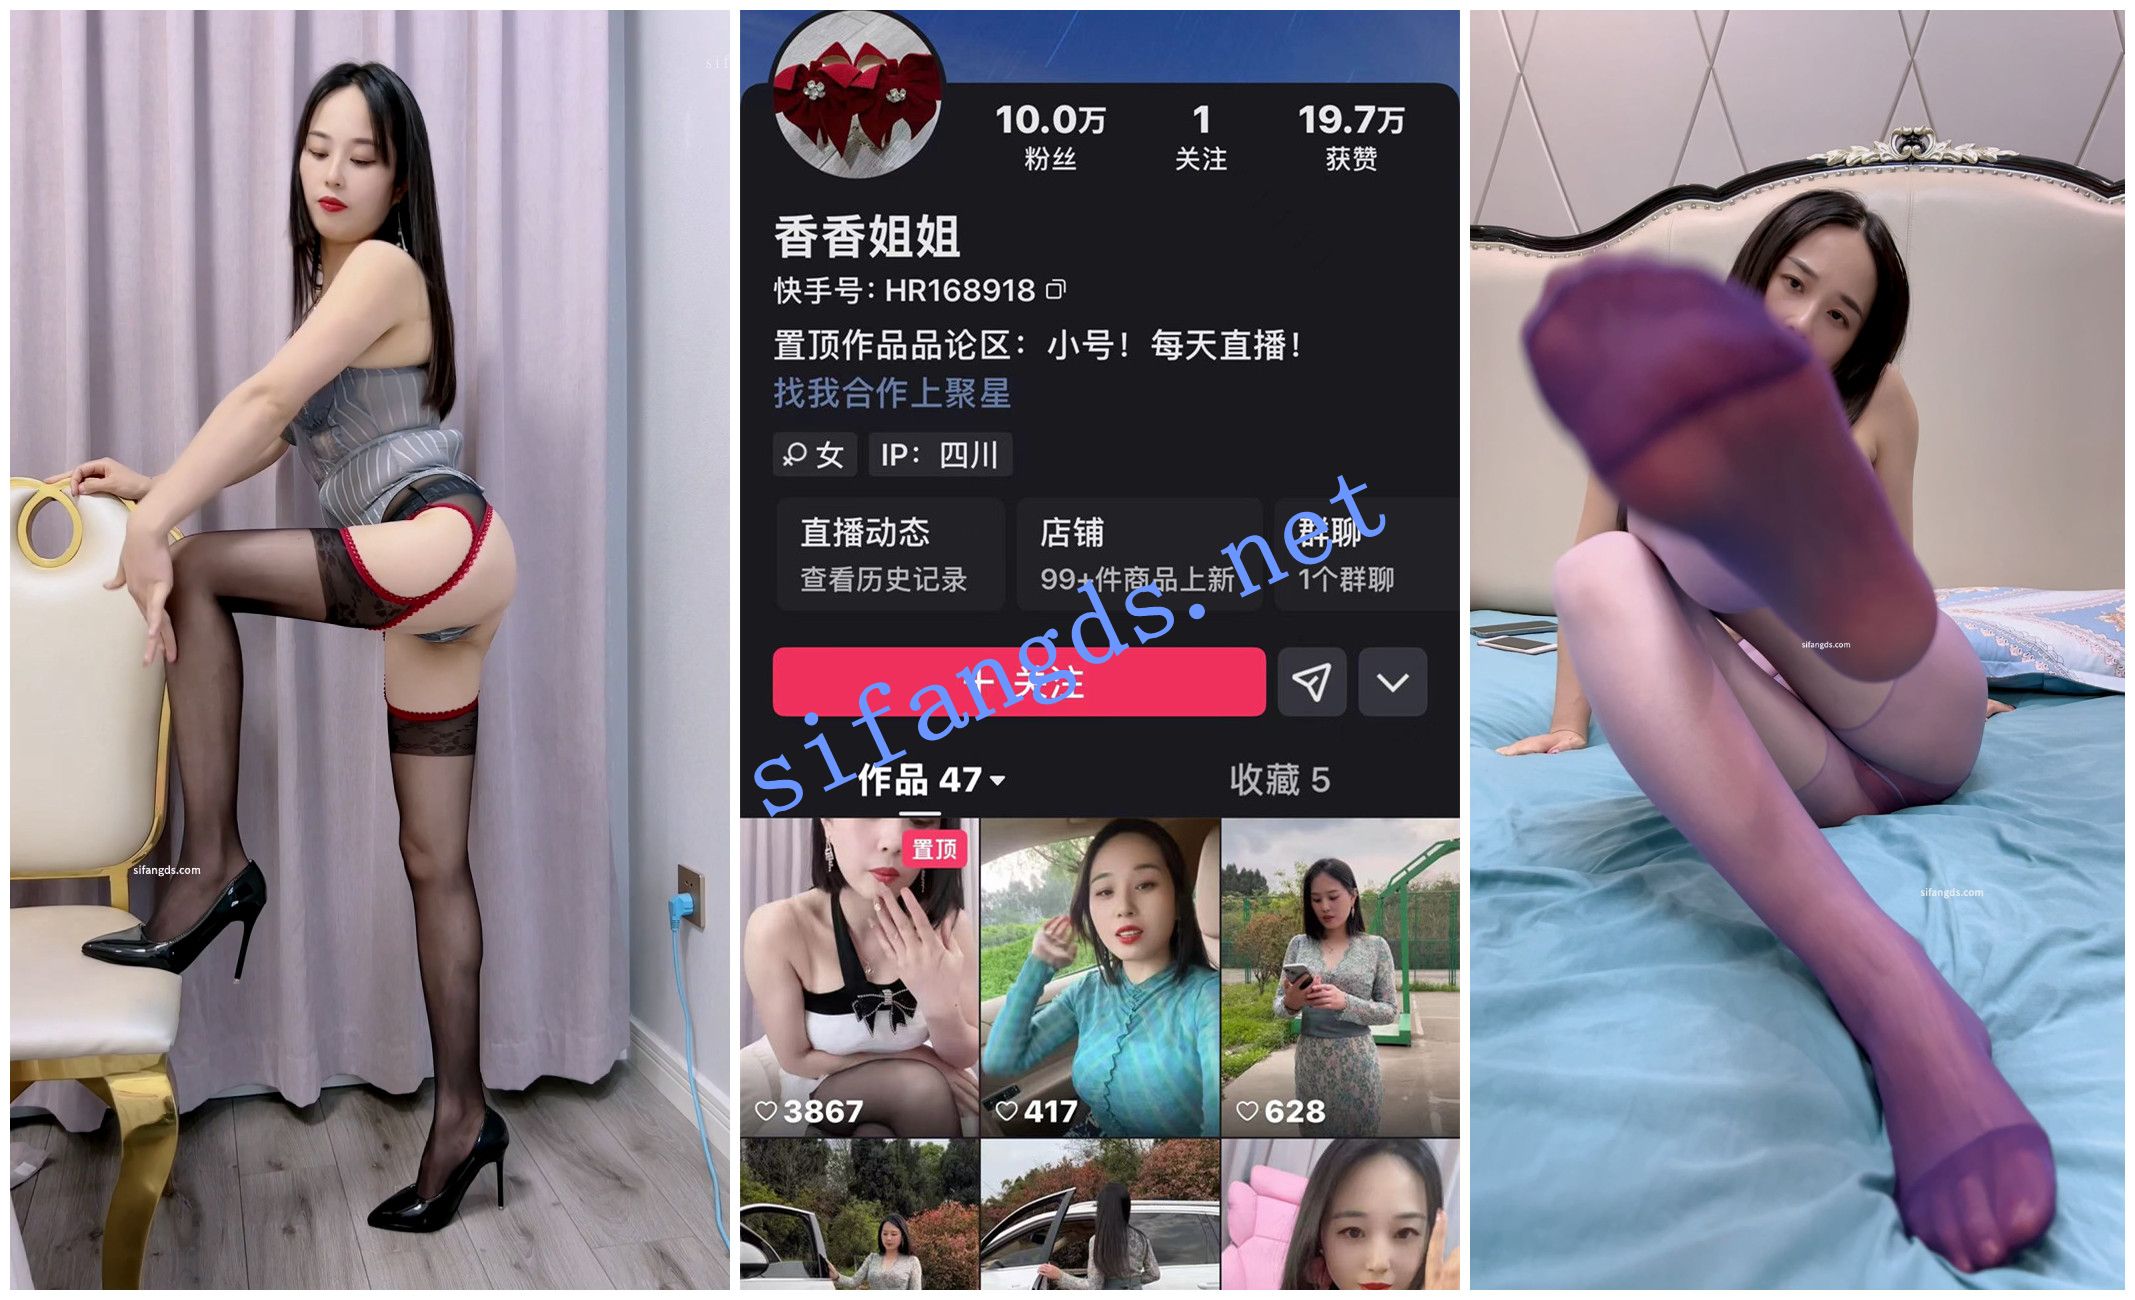 sif
sifangds.com
10.0万
粉丝
1
关注
19.7万
获赞
香香姐姐
快手号：HR168918
置顶作品品论区：小号！每天直播！
找我合作上聚星
女
IP：四川
直播动态
查看历史记录
店铺
99+件商品上新
群聊
1个群聊
+ 关注
sifangds.net
作品 47
收藏 5
置顶
3867
417
628
sifangds.com
sifangds.com